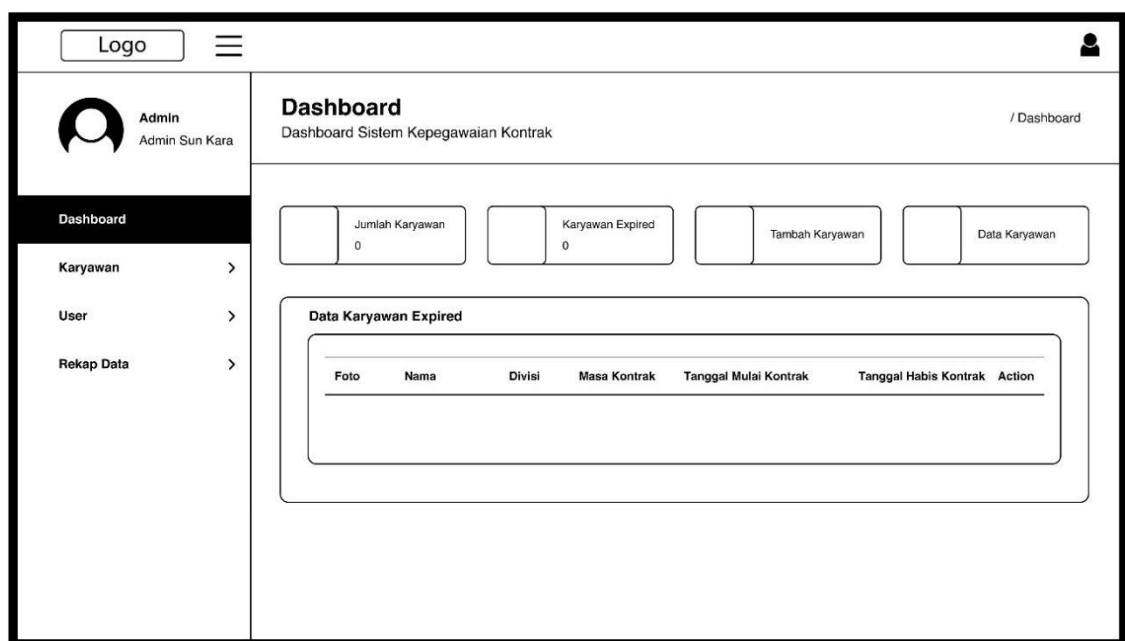 Logo
Admin
Admin Sun Kara
Dashboard
Karyawan
User
Rekap Data
Dashboard
Dashboard Sistem Kepegawaian Kontrak
/ Dashboard
Jumlah Karyawan
0
Karyawan Expired
0
Tambah Karyawan
Data Karyawan
Data Karyawan Expired
Foto Nama Divisi Masa Kontrak Tanggal Mulai Kontrak Tanggal Habis Kontrak Action